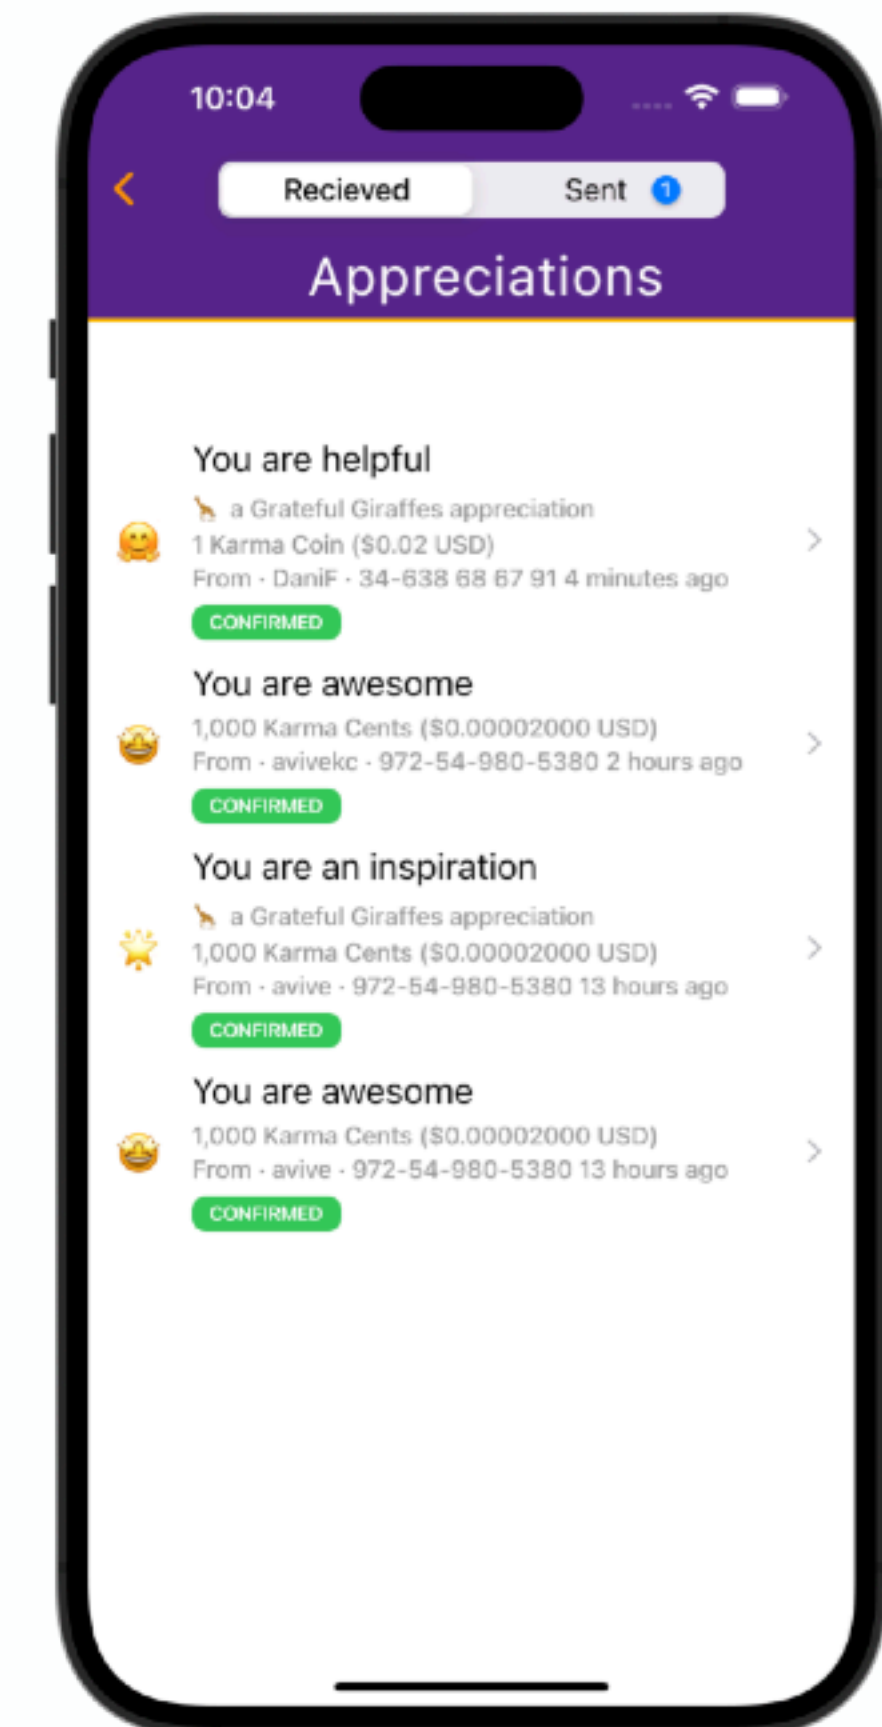 10:04
Recieved
Sent 1
Appreciations
You are helpful
a Grateful Giraffes appreciation
1 Karma Coin ($0.02 USD)
From · DaniF · 34-638 68 67 91 4 minutes ago
CONFIRMED
You are awesome
1,000 Karma Cents ($0.00002000 USD)
From · avivekc · 972-54-980-5380 2 hours ago
CONFIRMED
You are an inspiration
a Grateful Giraffes appreciation
1,000 Karma Cents ($0.00002000 USD)
From · avive · 972-54-980-5380 13 hours ago
CONFIRMED
You are awesome
1,000 Karma Cents ($0.00002000 USD)
From · avive · 972-54-980-5380 13 hours ago
CONFIRMED